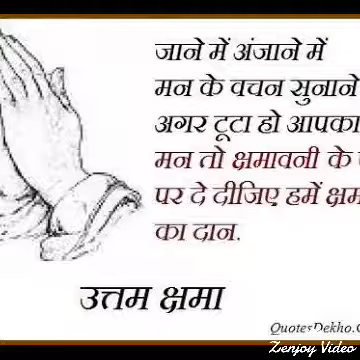 जाने में अंजाने में
मन के वचन सुनाने
अगर टूटा हो आपका
मन तो क्षमावनी के
पर दे दीजिए हमें
का दान.
उत्तम क्षमा
QuotesDekho.
Zenjoy Video